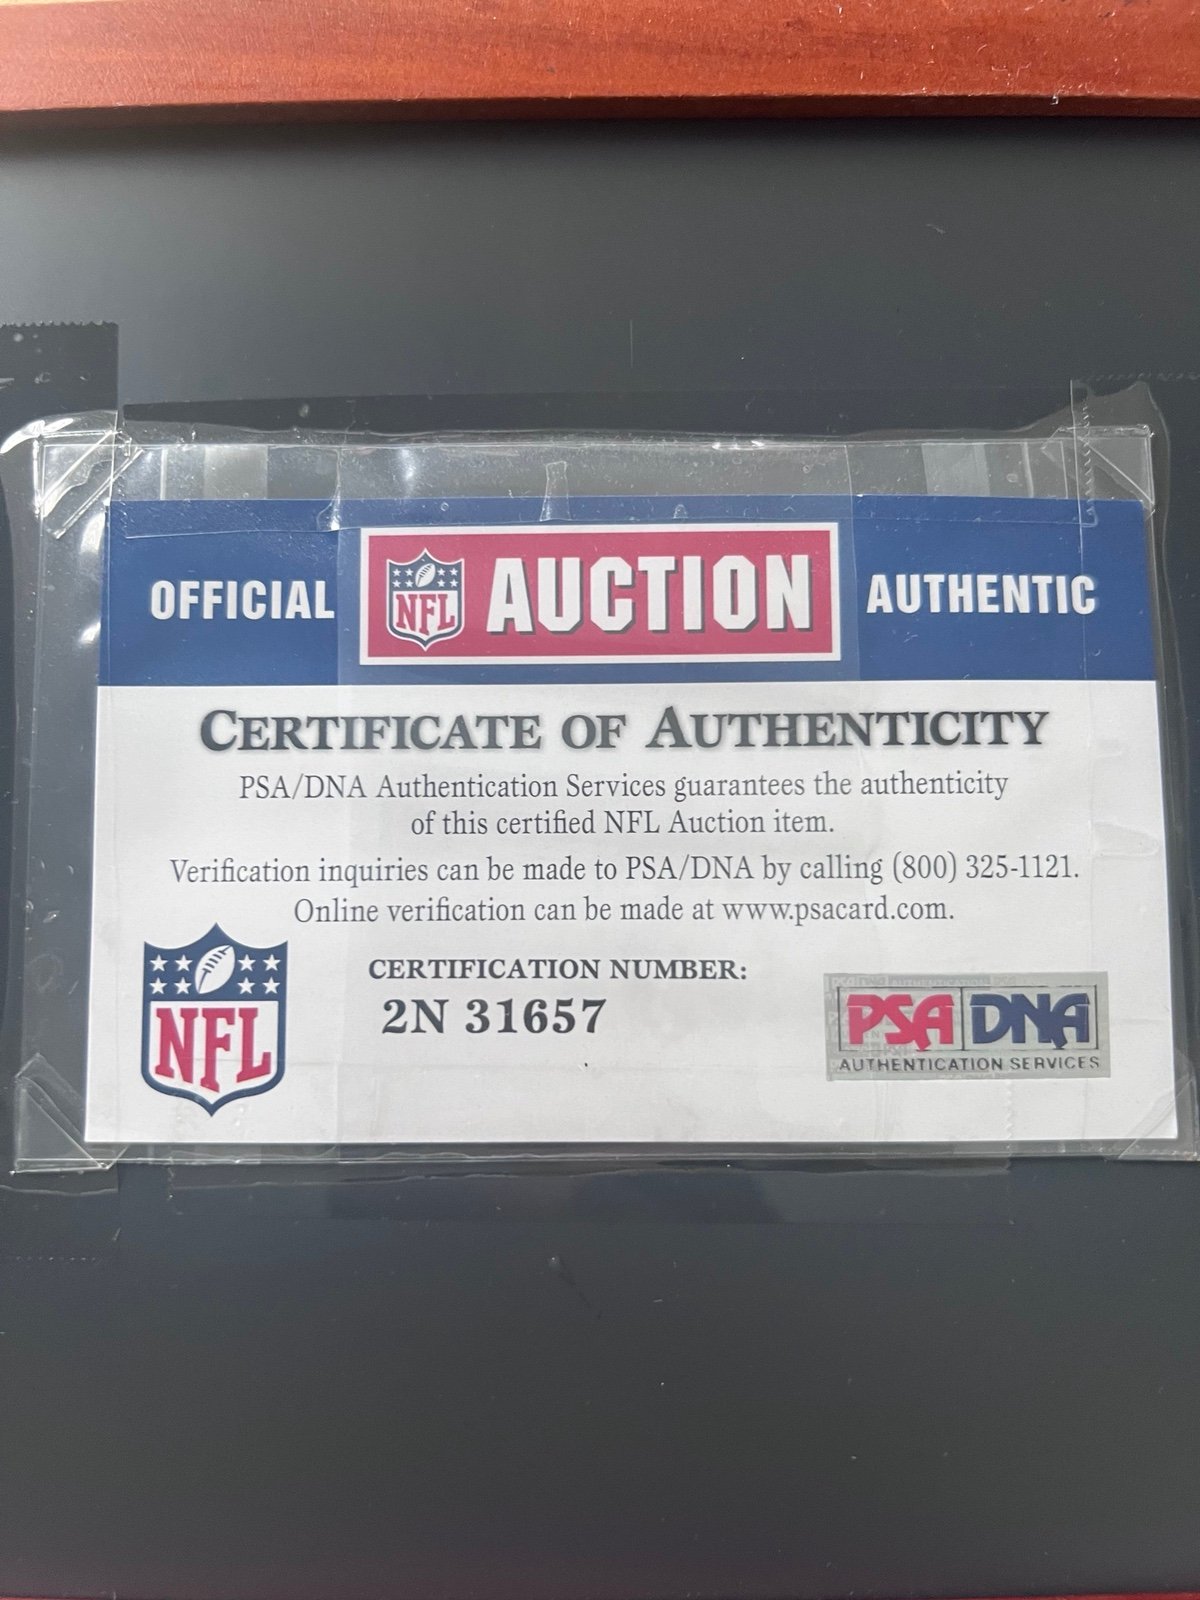 OFFICIAL NFL AUCTION AUTHENTIC
CERTIFICATE OF AUTHENTICITY
PSA/DNA Authentication Services guarantees the authenticity
of this certified NFL Auction item.
Verification inquiries can be made to PSA/DNA by calling (800) 325-1121.
Online verification can be made at www.psacard.com.
NFL
CERTIFICATION NUMBER:
2N 31657
PSA DNA
AUTHENTICATION SERVICES